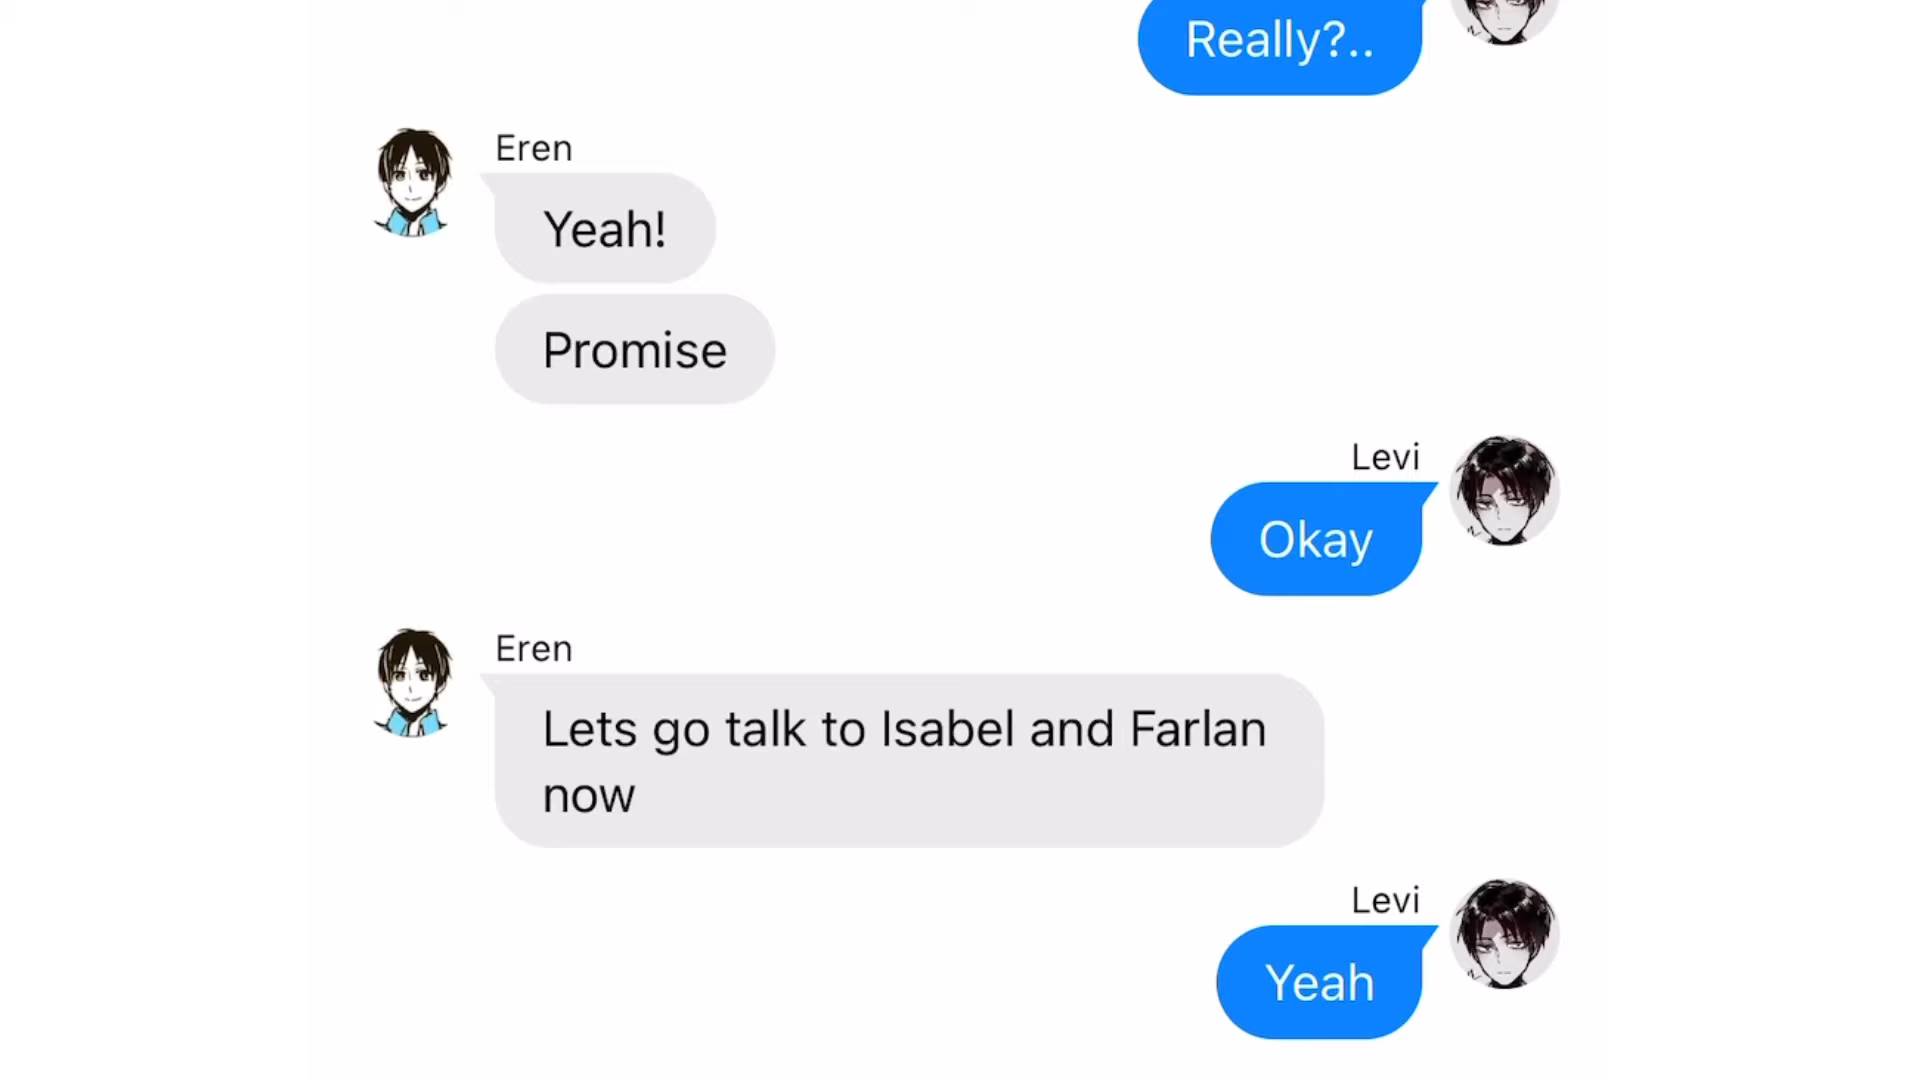 Really?..
Eren
Yeah!
Promise
Levi
Okay
Eren
Lets go talk to Isabel and Farlan
now
Levi
Yeah